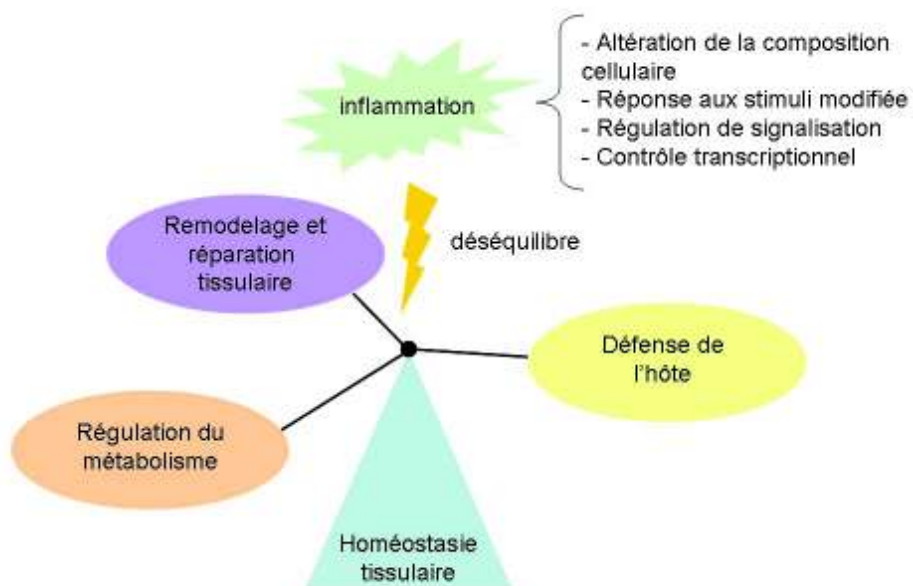 inflammation
- Altération de la composition
cellulaire
- Réponse aux stimuli modifiée
- Régulation de signalisation
- Contrôle transcriptionnel
Remodelage et
réparation
tissulaire
déséquilibre
Défense de
l'hôte
Régulation du
métabolisme
Homéostasie
tissulaire